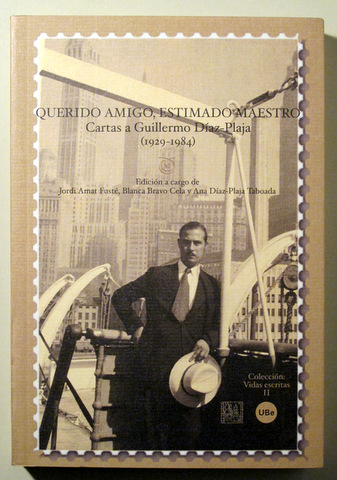 QUERIDO AMIGO, ESTIMADO MAESTRO
Cartas a Guillermo Díaz-Plaja
(1929-1984)
Edición a cargo de
Jordi Amat Fusté, Blanca Bravo Cela y Ana Díaz-Plaja Taboada
Colección:
Vidas escritas
II
UBe